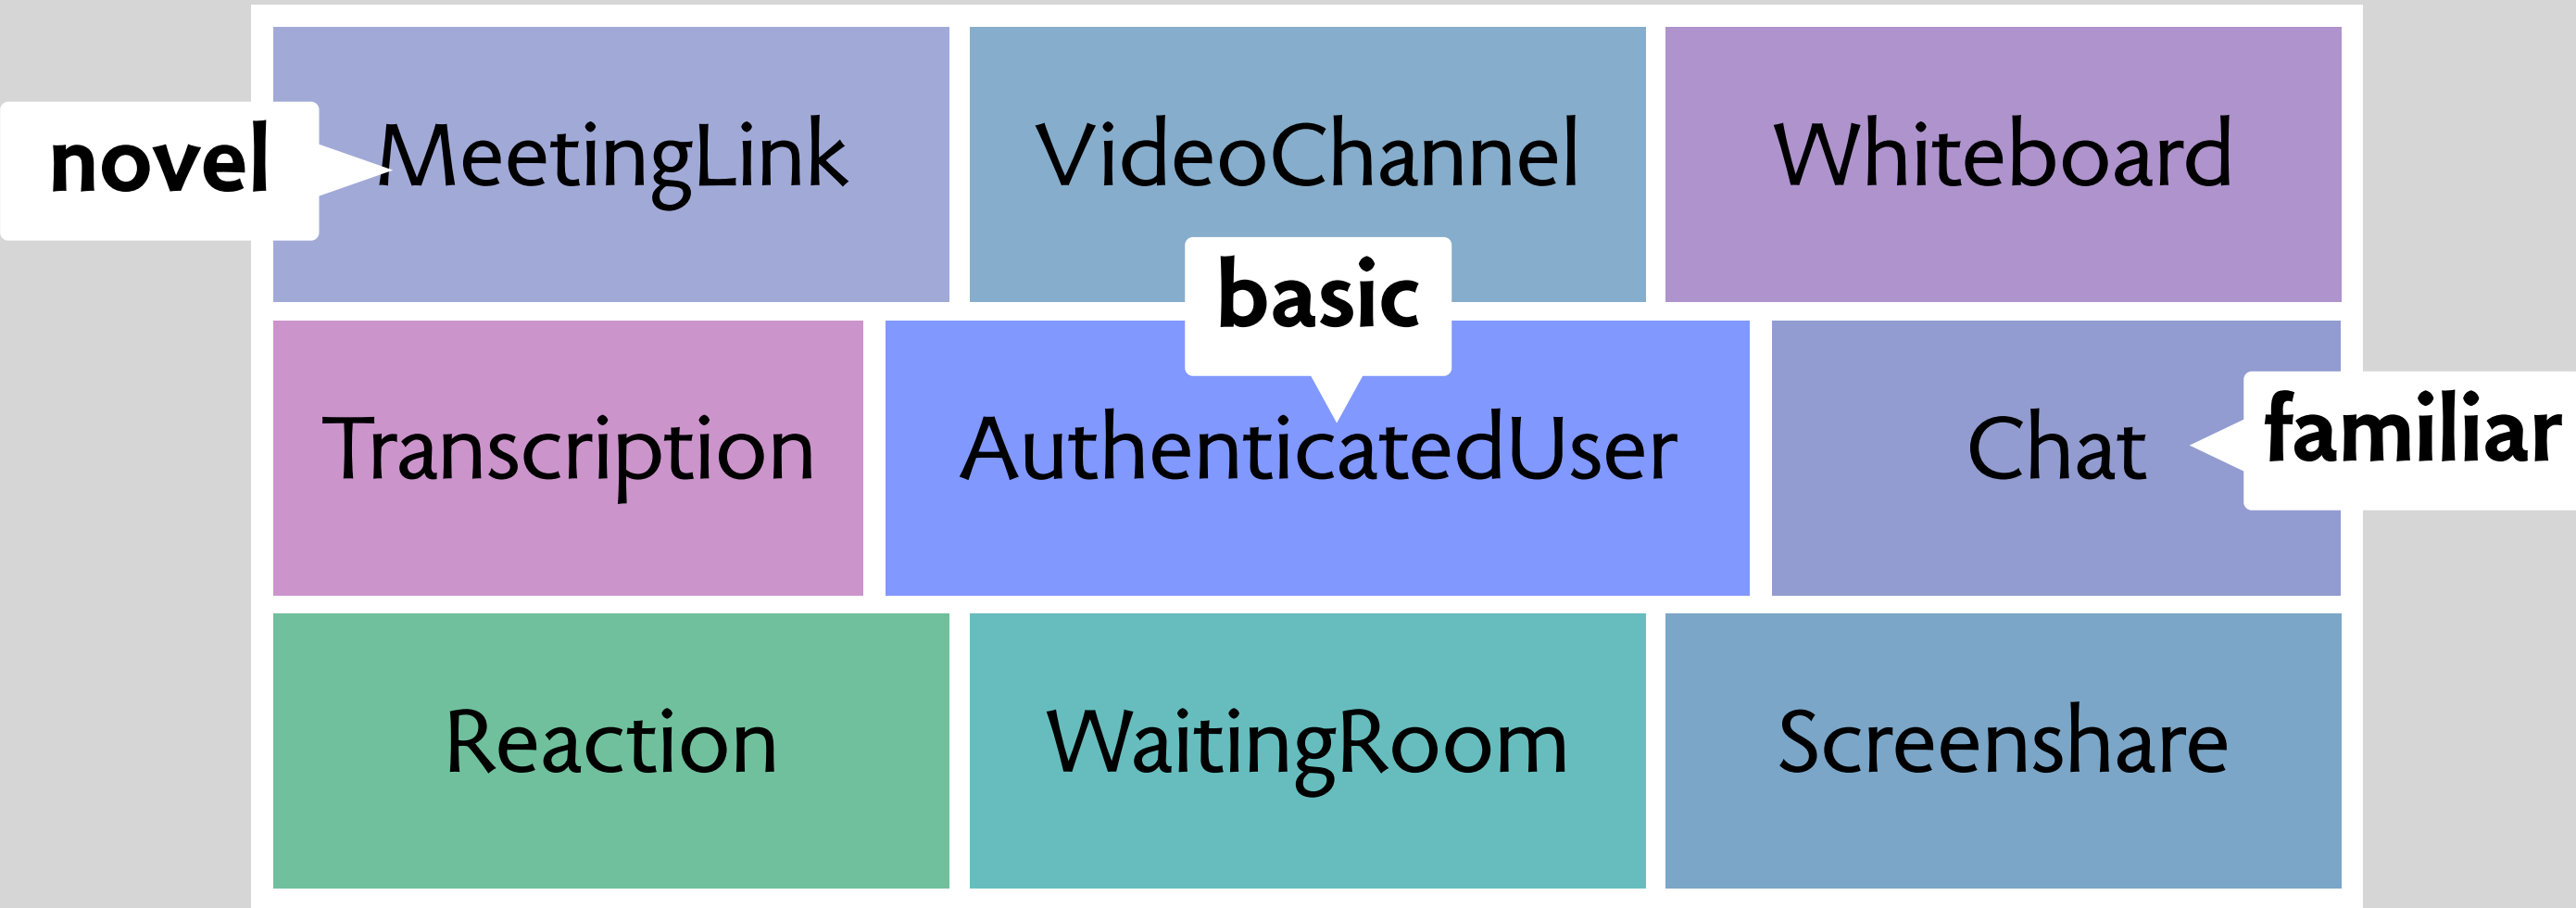 novel
MeetingLink
VideoChannel
Whiteboard
basic
Transcription
AuthenticatedUser
Chat
familiar
Reaction
WaitingRoom
Screenshare